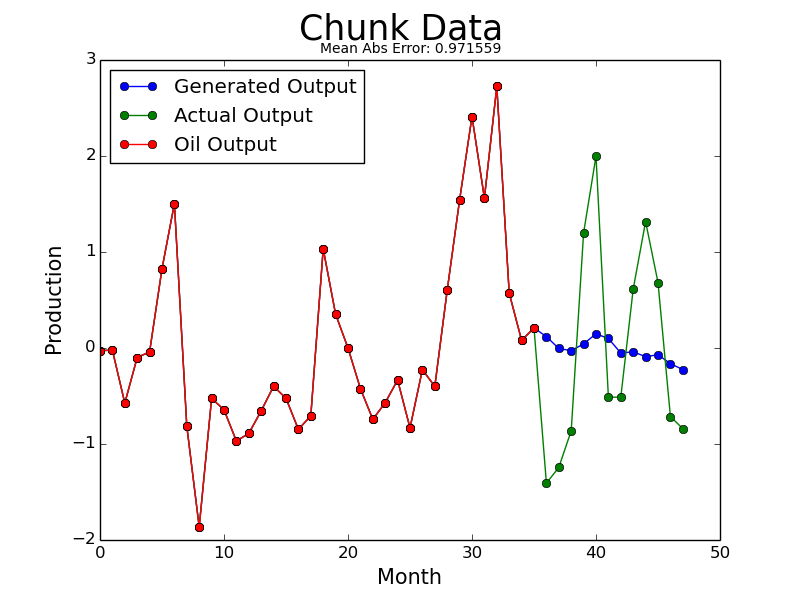 Chunk Data
Mean Abs Error: 0.971559
Generated Output
Actual Output
Oil Output
3
2
1
0
−1
−2
Production
0 10 20 30 40 50
Month